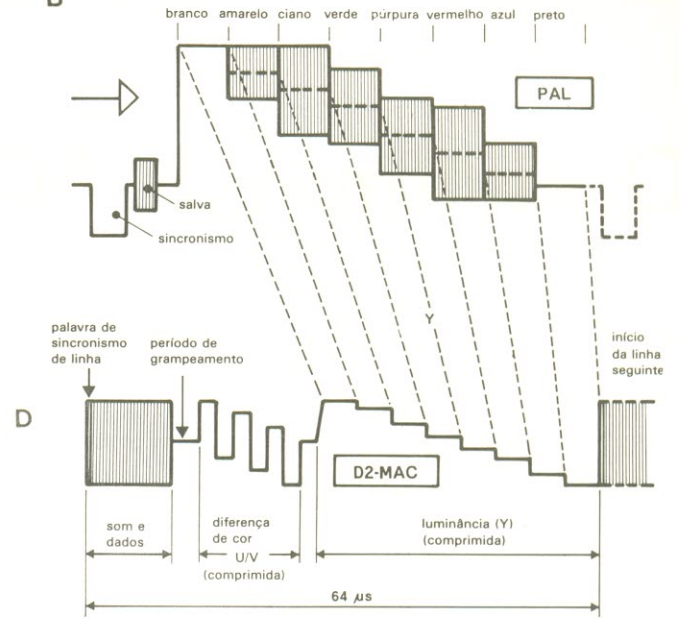 B
branco amarelo ciano verde púrpura vermelho azul preto
PAL
salva
sincronismo
Y
palavra de
sincronismo
de linha
período de
grampeamento
início
da linha
seguinte
D
D2-MAC
som e
dados
diferença
de cor
U/V
(comprimida)
luminância (Y)
(comprimida)
64 µs